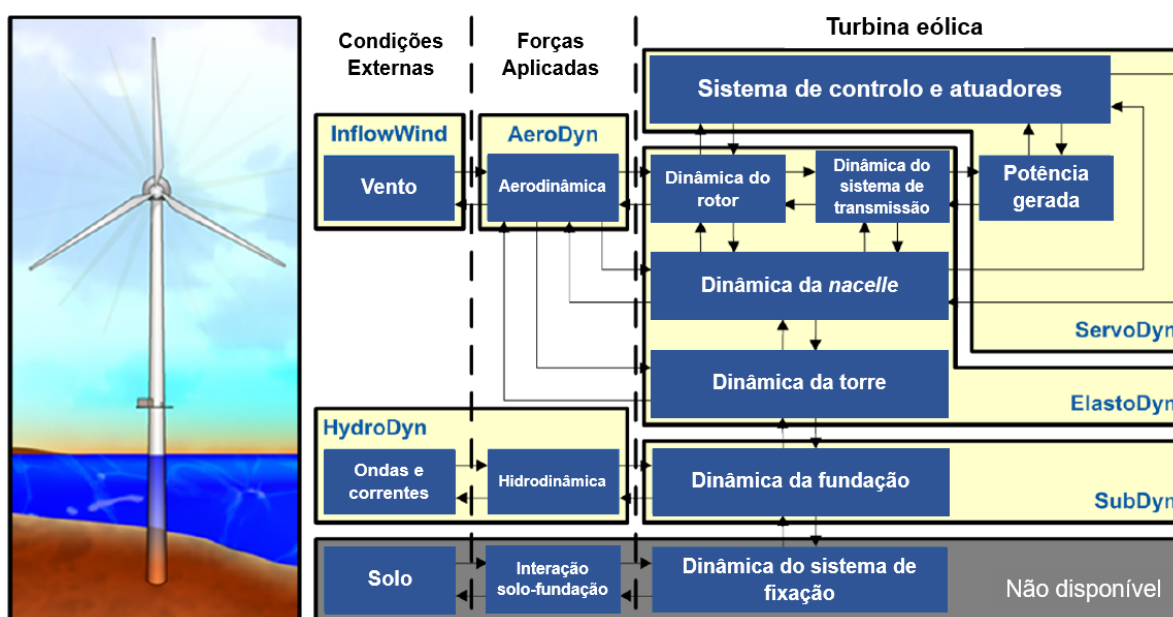 Condições
Externas
Forças
Aplicadas
Turbina eólica
Sistema de controlo e atuadores
InflowWind
AeroDyn
Vento
Aerodinâmica
Dinâmica do
rotor
Dinâmica do
sistema de
transmissão
Potência
gerada
Dinâmica da nacelle
ServoDyn
Dinâmica da torre
ElastoDyn
HydroDyn
Ondas e
correntes
Hidrodinâmica
Dinâmica da fundação
SubDyn
Solo
Interação
solo-fundação
Dinâmica do sistema de
fixação
Não disponível